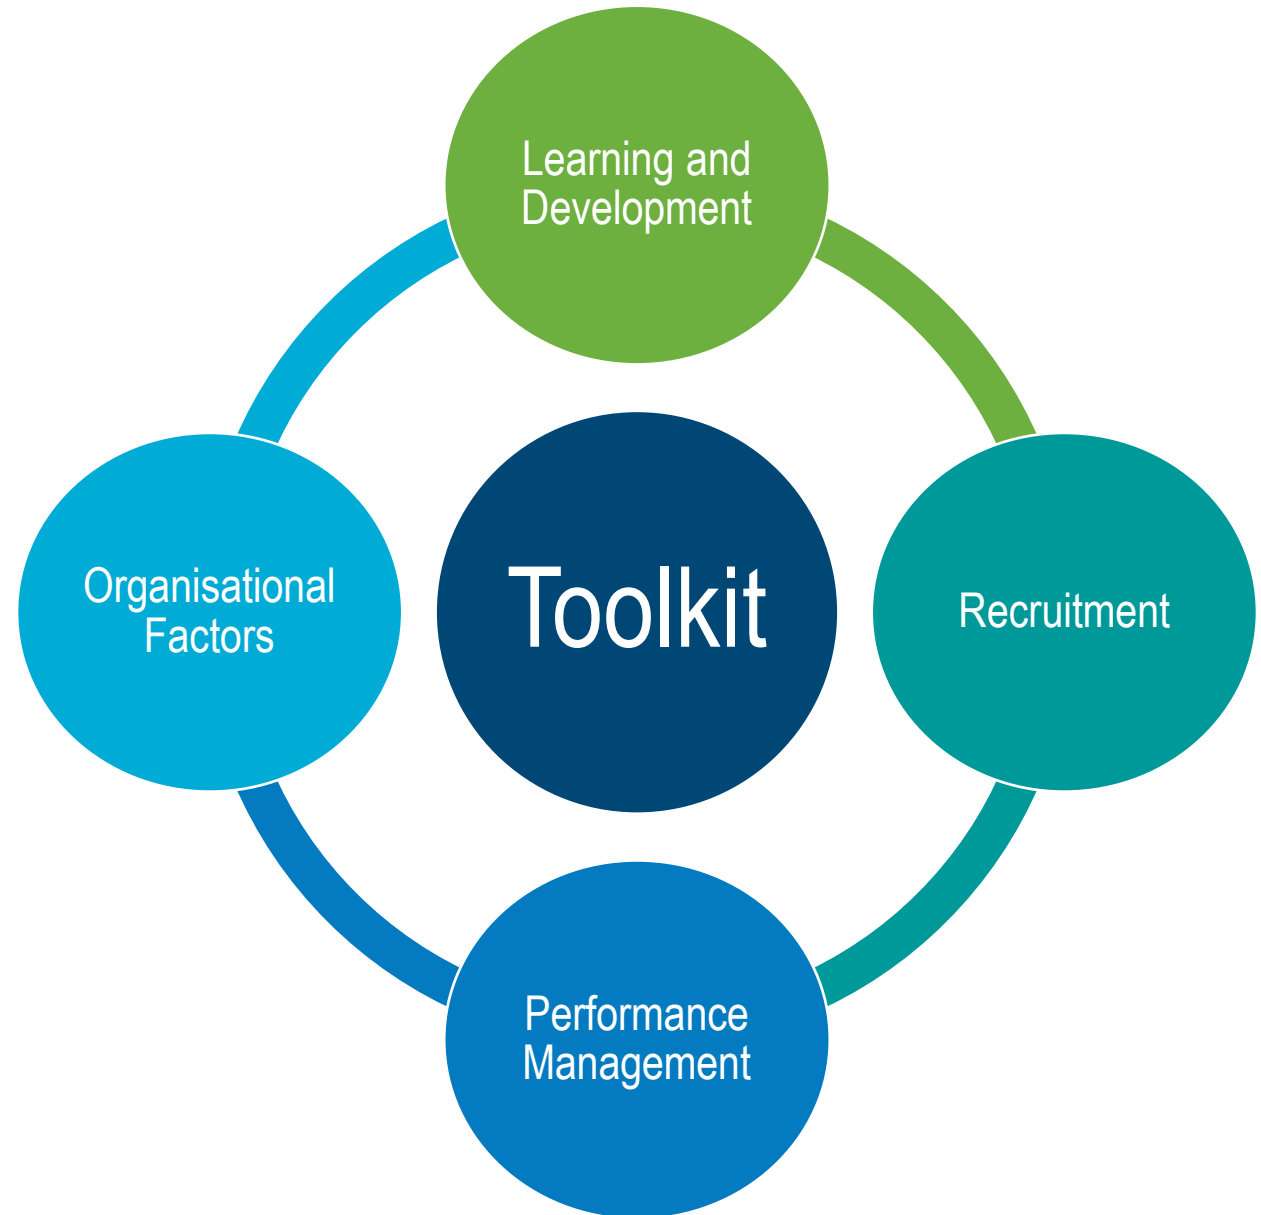 Learning and
Development
Organisational
Factors
Toolkit
Recruitment
Performance
Management